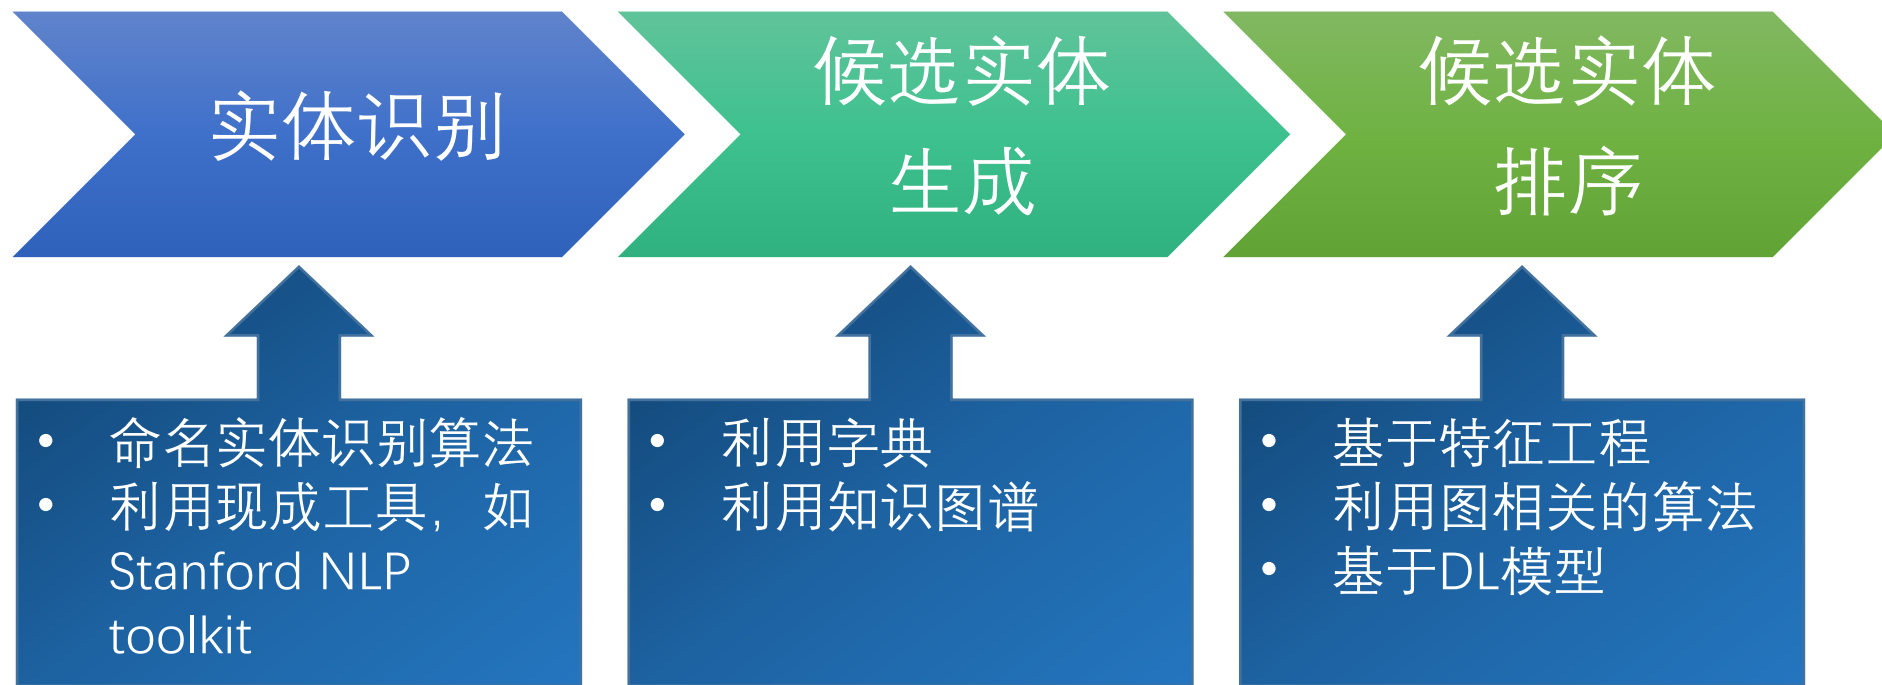 实体识别
候选实体
生成
候选实体
排序
• 命名实体识别算法
• 利用现成工具，如
Stanford NLP
toolkit
• 利用字典
• 利用知识图谱
• 基于特征工程
• 利用图相关的算法
• 基于DL模型